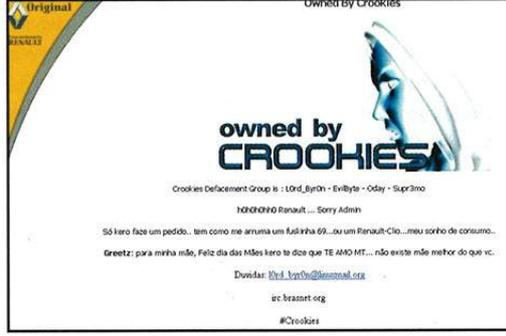 Original
RENAULT
Owned By Crookies
owned by
CROOKIES
Crookies Defacement Group is : L0rd_Byr0n - EvilByte - 0day - Supr3mo
h0h0h0hh0 Renault ... Sorry Admin
Só kero faze um pedido.. tem como me arruma um fuskinha 69...ou um Renault-Clio...meu sonho de consumo..
Greetz: para minha mãe, Feliz dia das Mães kero te dize que TE AMO MT... não existe mãe melhor do que vc.
Duvidas: l0rd_byr0n@linuxmail.org
irc.brasnet.org
#Crookies